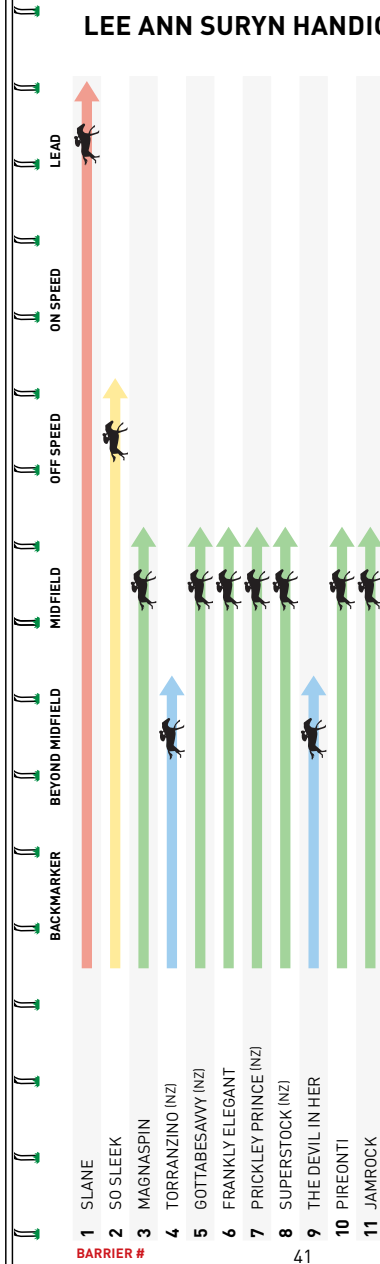 LEE ANN SURYN HANDIC
LEAD
ON SPEED
OFF SPEED
MIDFIELD
BEYOND MIDFIELD
BACKMARKER
1 SLANE
2 SO SLEEK
3 MAGNASPIN
4 TORRANZINO (NZ)
5 GOTTABESAVVY (NZ)
6 FRANKLY ELEGANT
7 PRICKLEY PRINCE (NZ)
8 SUPERSTOCK (NZ)
9 THE DEVIL IN HER
10 PIREONTI
11 JAMROCK
BARRIER #
41